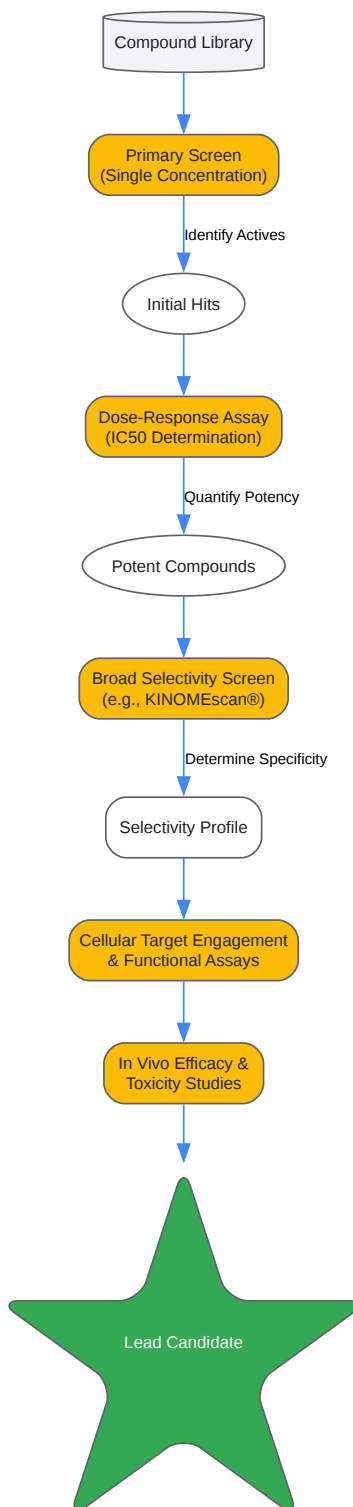 Compound Library
Primary Screen
(Single Concentration)
Identify Actives
Initial Hits
Dose-Response Assay
(IC50 Determination)
Quantify Potency
Potent Compounds
Broad Selectivity Screen
(e.g., KINOMEscan®)
Determine Specificity
Selectivity Profile
Cellular Target Engagement
& Functional Assays
In Vivo Efficacy &
Toxicity Studies
Lead Candidate